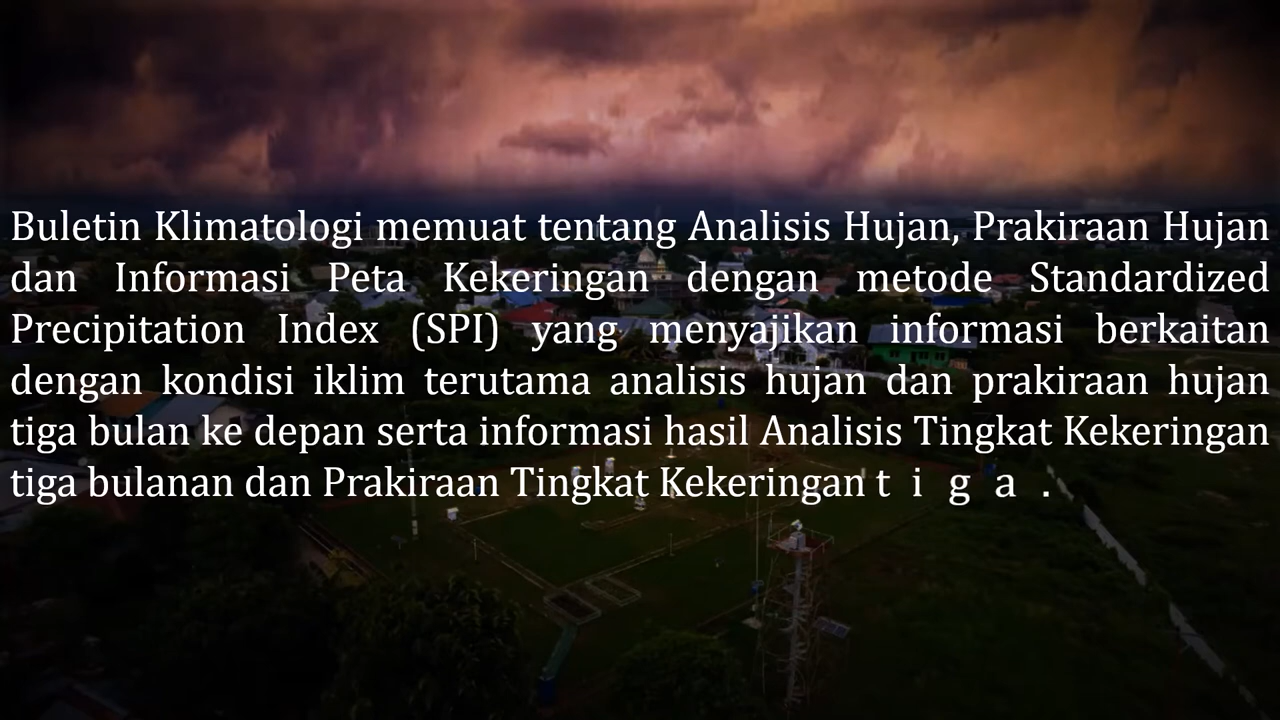 Buletin Klimatologi memuat tentang Analisis Hujan, Prakiraan Hujan
dan Informasi Peta Kekeringan dengan metode Standardized
Precipitation Index (SPI) yang menyajikan informasi berkaitan
dengan kondisi iklim terutama analisis hujan dan prakiraan hujan
tiga bulan ke depan serta informasi hasil Analisis Tingkat Kekeringan
tiga bulanan dan Prakiraan Tingkat Kekeringan t i g a .